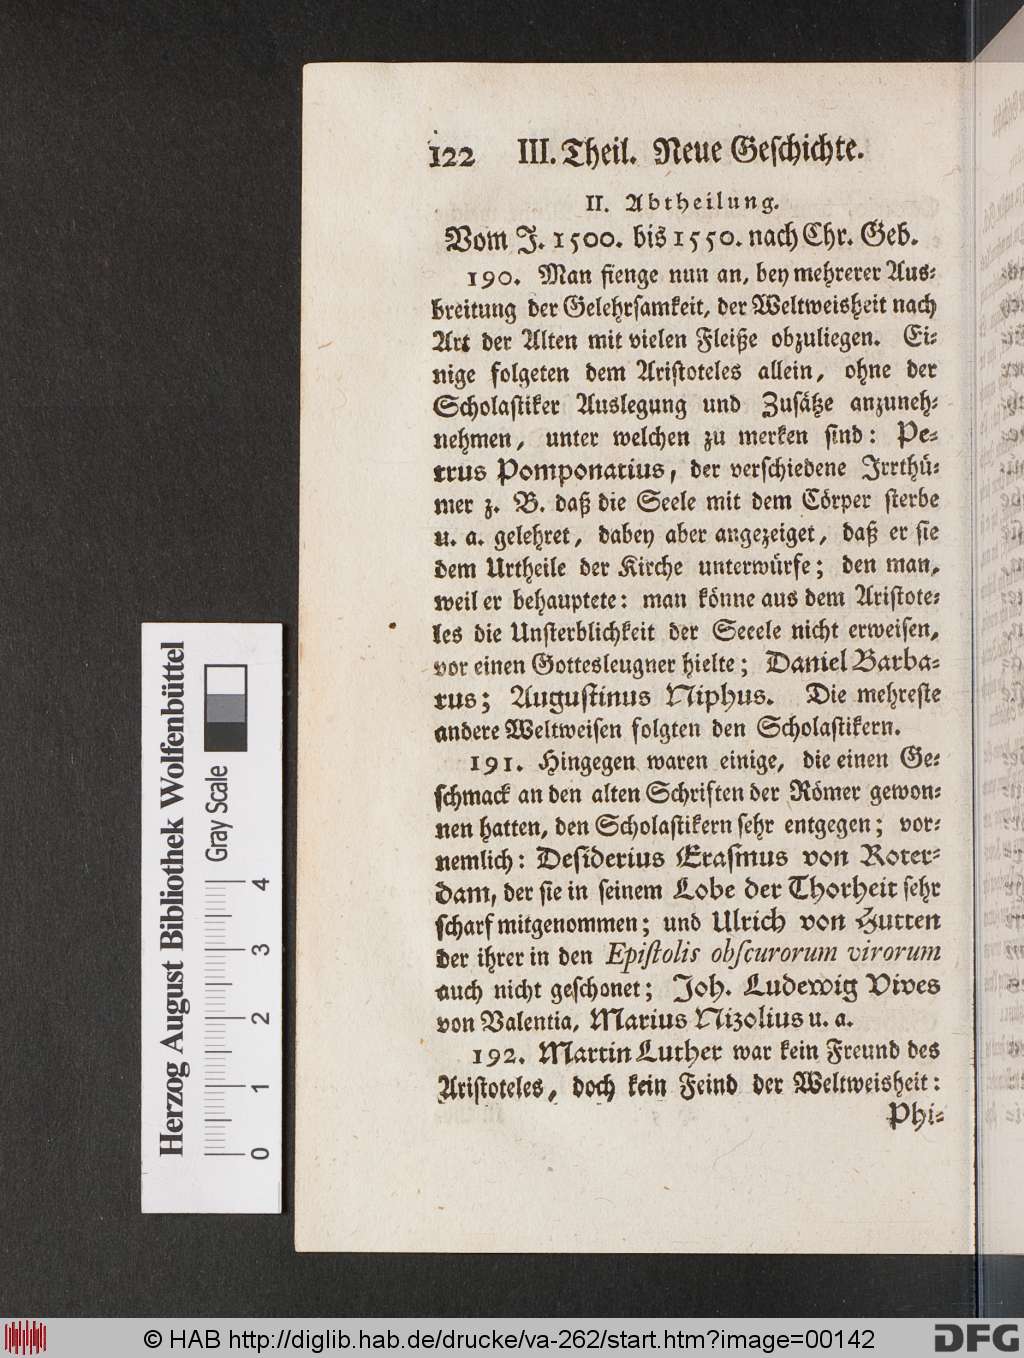 122 III. Theil. Neue Geschichte.
II. Abtheilung.
Vom J. 1500. bis 1550. nach Chr. Geb.
190. Man fienge nun an, bey mehrerer Aus-
breitung der Gelehrsamkeit, der Weltweisheit nach
Art der Alten mit vielen Fleiße obzuliegen. Ei-
nige folgeten dem Aristoteles allein, ohne der
Scholastiker Auslegung und Zusätze anzuneh-
nehmen, unter welchen zu merken sind: Pe-
trus Pomponatius, der verschiedene Irrthü-
mer z. B. daß die Seele mit dem Cörper sterbe
u. a. gelehret, dabey aber angezeiget, daß er sie
dem Urtheile der Kirche unterwürfe; den man,
weil er behauptete: man könne aus dem Aristote-
les die Unsterblichkeit der Seeele nicht erweisen,
vor einen Gottesleugner hielte; Daniel Barba-
rus; Augustinus Niphus. Die mehreste
andere Weltweisen folgten den Scholastikern.
191. Hingegen waren einige, die einen Ge-
schmack an den alten Schriften der Römer gewon-
nen hatten, den Scholastikern sehr entgegen; vor-
nemlich: Desiderius Erasmus von Roter-
dam, der sie in seinem Lobe der Thorheit sehr
scharf mitgenommen; und Ulrich von Hutten
der ihrer in den Epistolis obscurorum virorum
auch nicht geschonet; Joh. Ludewig Vives
von Valentia, Marius Nizolius u. a.
192. Martin Luther war kein Freund des
Aristoteles, doch kein Feind der Weltweisheit:
Phi-
Herzog August Bibliothek Wolfenbüttel
Gray Scale
0 1 2 3 4
© HAB http://diglib.hab.de/drucke/va-262/start.htm?image=00142
DFG